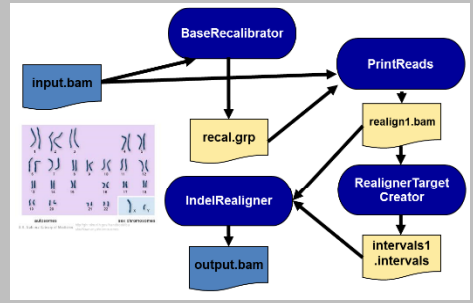 BaseRecalibrator
input.bam
PrintReads
recal.grp
realign1.bam
IndelRealigner
RealignerTarget
Creator
intervals1
.intervals
output.bam
autosomes
sex chromosomes